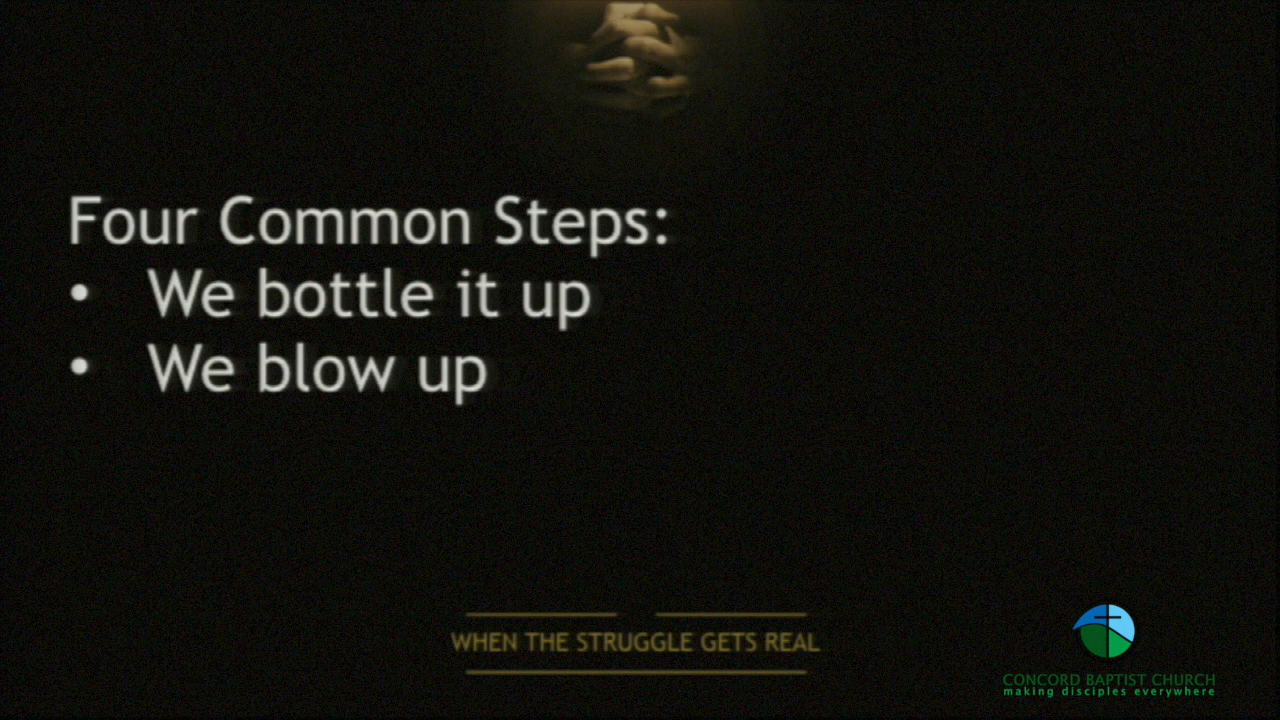 Four Common Steps:
• We bottle it up
• We blow up
WHEN THE STRUGGLE GETS REAL
CONCORD BAPTIST CHURCH
making disciples everywhere